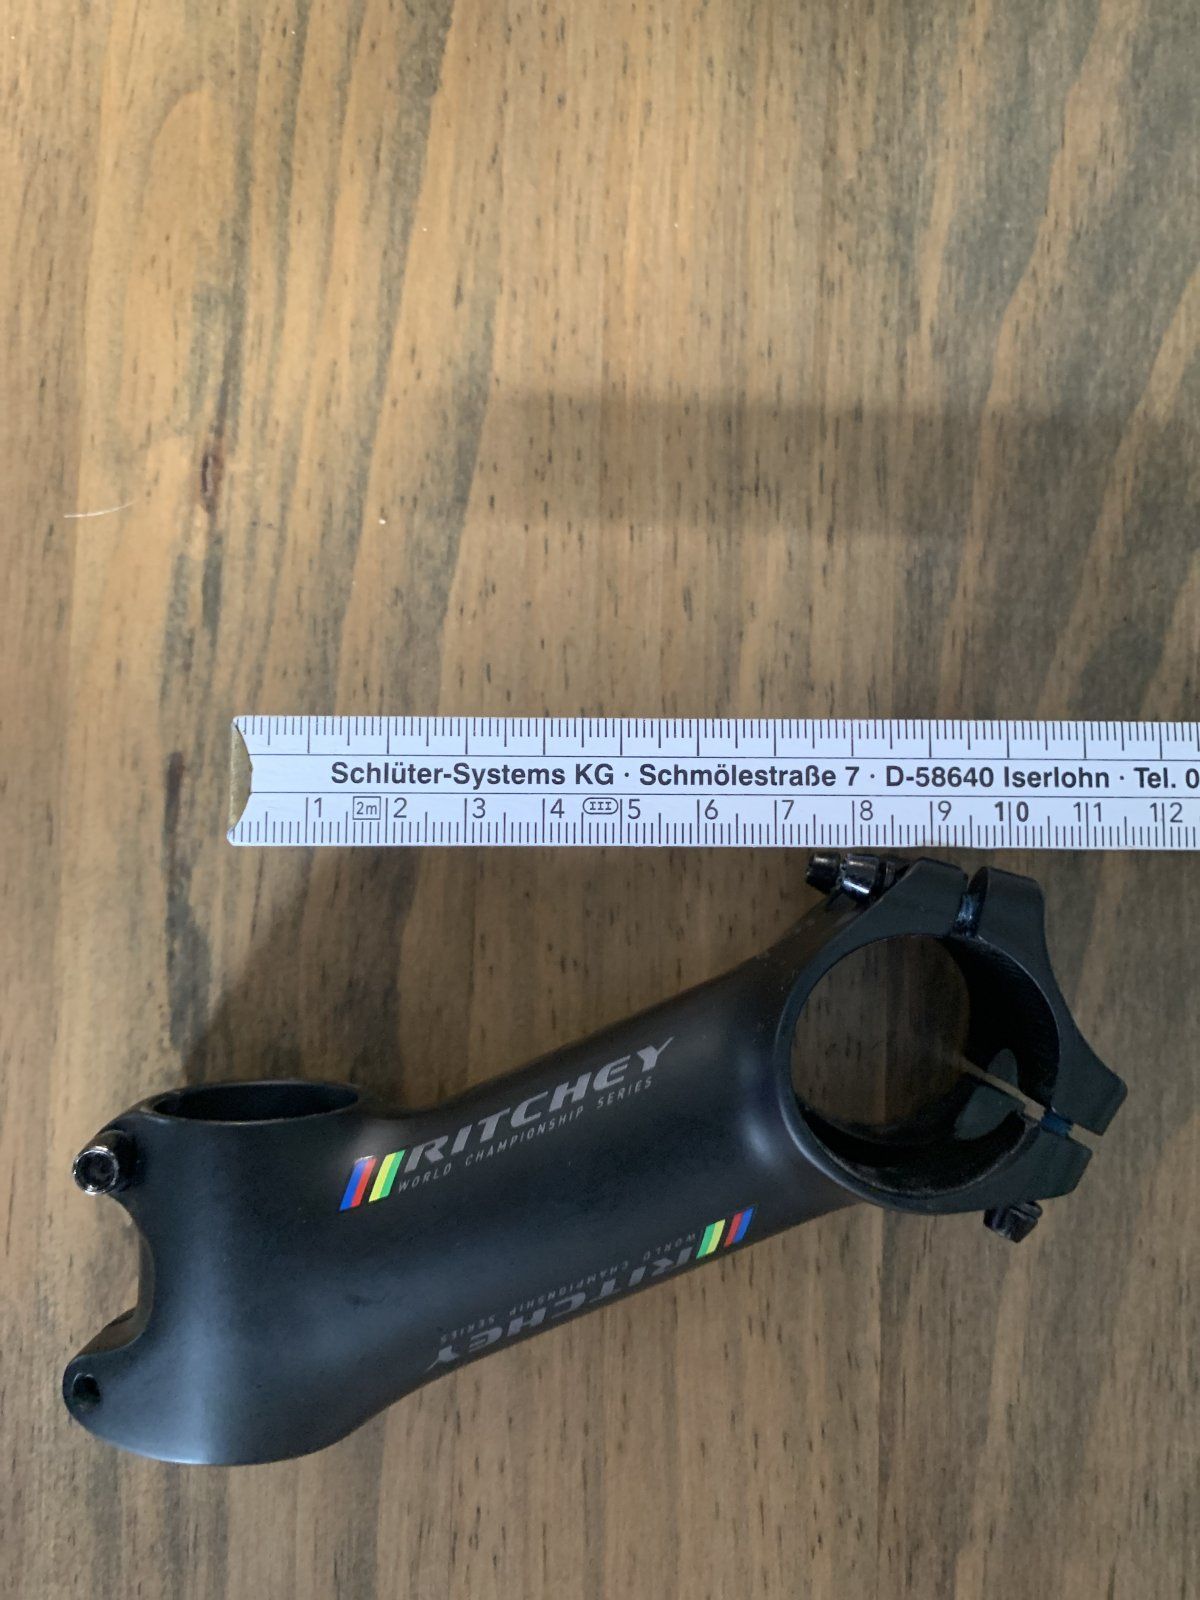 Schlüter-Systems KG · Schmölestraße 7 · D-58640 Iserlohn · Tel. 0
1 2m 2 3 4 III 5 6 7 8 9 10 11 12
RITCHEY
WORLD CHAMPIONSHIP SERIES
RITCHEY
WORLD CHAMPIONSHIP SERIES